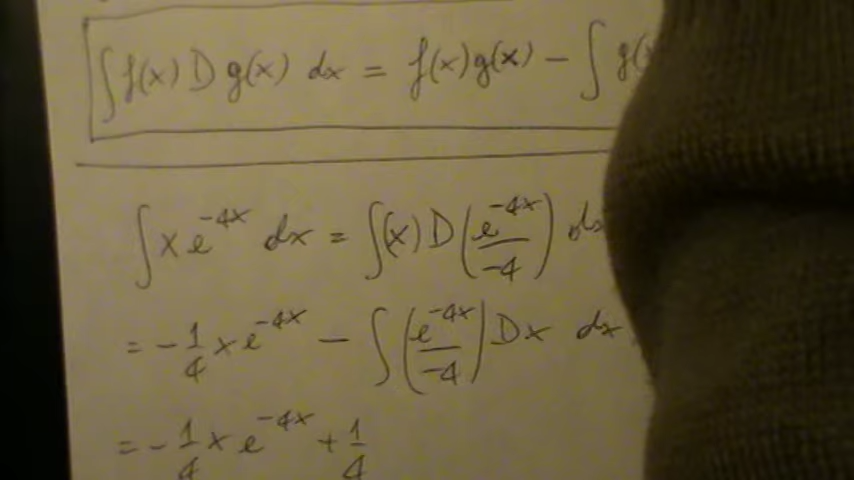 ∫ f(x) D g(x) dx = f(x)g(x) − ∫ g(x
∫ x e^{-4x} dx = ∫ (x) D (e^{-4x}/-4) dx
= -1/4 x e^{-4x} − ∫ (e^{-4x}/-4) Dx dx
= -1/4 x e^{-4x} + 1/4